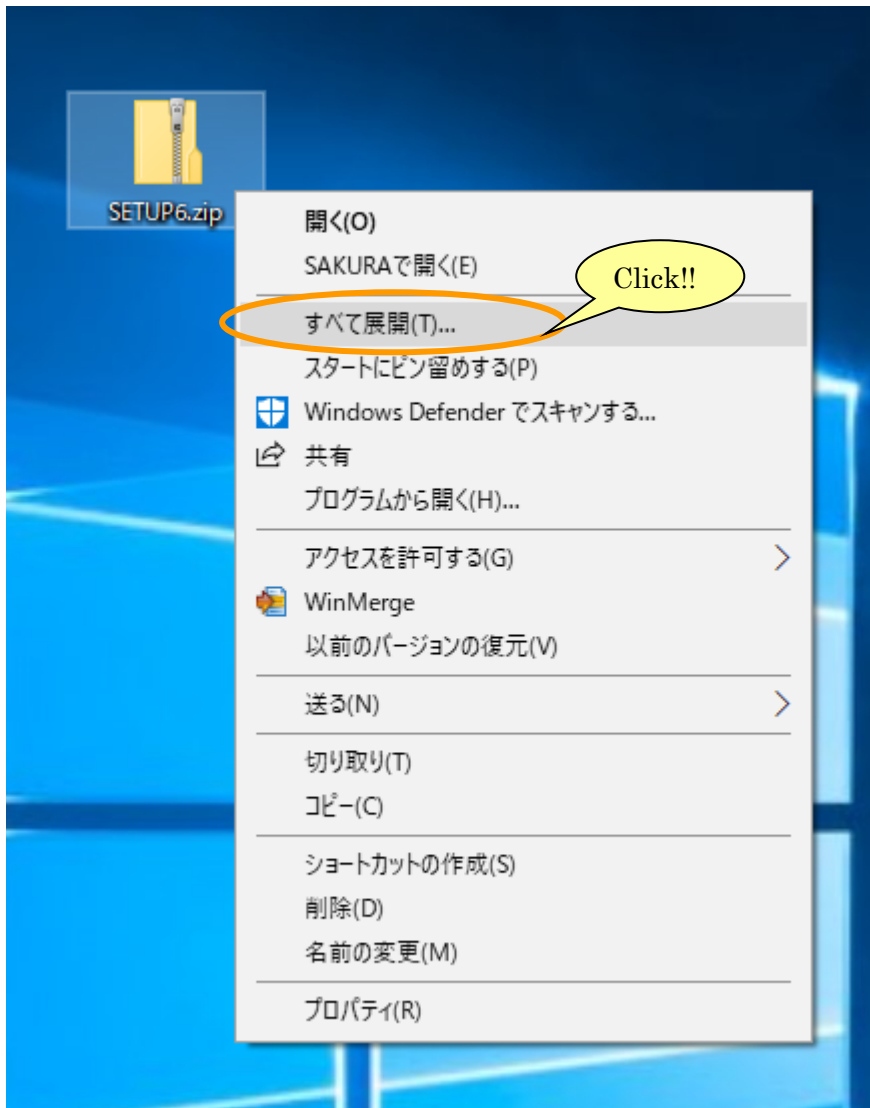 SETUP6.zip
開く(O)
SAKURAで開く(E)
Click!!
すべて展開(T)...
スタートにピン留めする(P)
Windows Defender でスキャンする...
共有
プログラムから開く(H)...
アクセスを許可する(G)
WinMerge
以前のバージョンの復元(V)
送る(N)
切り取り(T)
コピー(C)
ショートカットの作成(S)
削除(D)
名前の変更(M)
プロパティ(R)